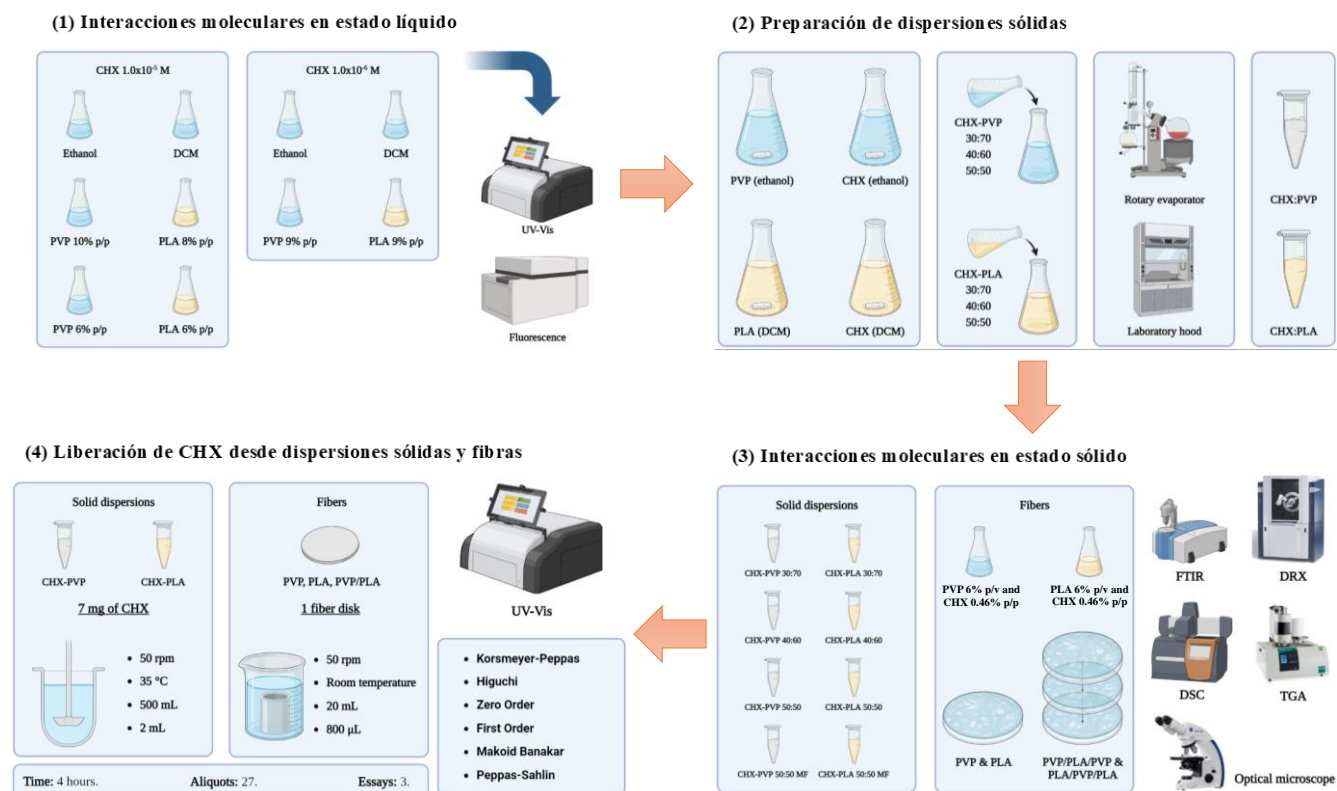 (1) Interacciones moleculares en estado líquido
CHX 1.0x10⁻⁵ M
Ethanol
DCM
PVP 10% p/p
PLA 8% p/p
PVP 6% p/p
PLA 6% p/p
CHX 1.0x10⁻⁶ M
Ethanol
DCM
PVP 9% p/p
PLA 9% p/p
UV-Vis
Fluorescence
(2) Preparación de dispersiones sólidas
PVP (ethanol)
CHX (ethanol)
PLA (DCM)
CHX (DCM)
CHX-PVP
30:70
40:60
50:50
CHX-PLA
30:70
40:60
50:50
Rotary evaporator
Laboratory hood
CHX:PVP
CHX:PLA
(3) Interacciones moleculares en estado sólido
Solid dispersions
CHX-PVP 30:70
CHX-PLA 30:70
CHX-PVP 40:60
CHX-PLA 40:60
CHX-PVP 50:50
CHX-PLA 50:50
CHX-PVP 50:50 MF
CHX-PLA 50:50 MF
Fibers
PVP 6% p/v and
CHX 0.46% p/p
PLA 6% p/v and
CHX 0.46% p/p
PVP & PLA
PVP/PLA/PVP &
PLA/PVP/PLA
FTIR
DRX
DSC
TGA
Optical microscope
(4) Liberación de CHX desde dispersiones sólidas y fibras
Solid dispersions
CHX-PVP
CHX-PLA
7 mg of CHX
• 50 rpm
• 35 °C
• 500 mL
• 2 mL
Fibers
PVP, PLA, PVP/PLA
1 fiber disk
• 50 rpm
• Room temperature
• 20 mL
• 800 μL
Time: 4 hours.
Aliquots: 27.
Essays: 3.
UV-Vis
• Korsmeyer-Peppas
• Higuchi
• Zero Order
• First Order
• Makoid Banakar
• Peppas-Sahlin